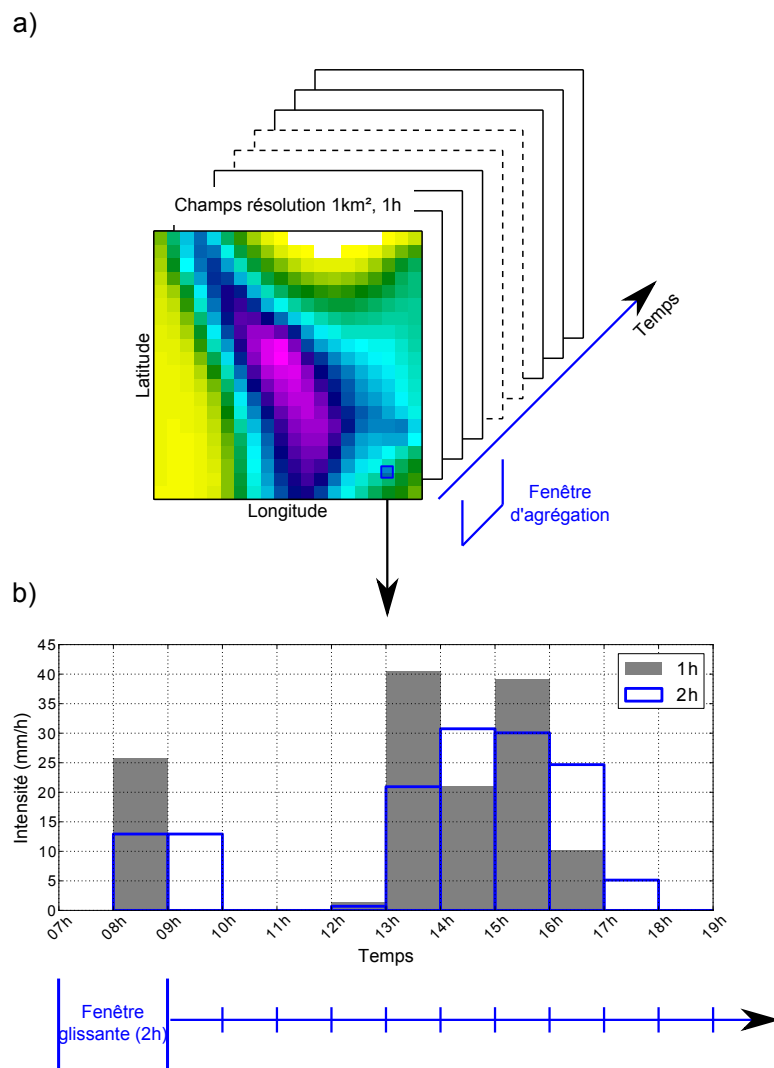 a)
Champs résolution 1km², 1h
Latitude
Longitude
Temps
Fenêtre
d'agrégation
b)
Intensité (mm/h)
45
40
35
30
25
20
15
10
5
0
1h
2h
07h 08h 09h 10h 11h 12h 13h 14h 15h 16h 17h 18h 19h
Temps
Fenêtre
glissante (2h)